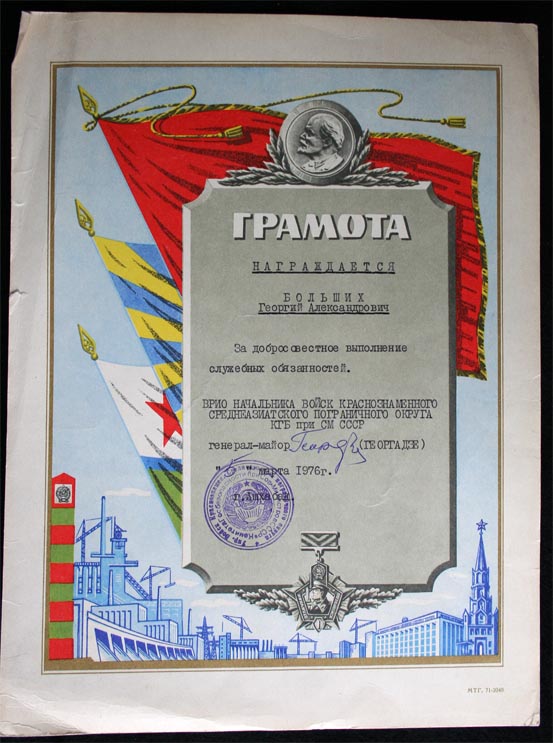 ГРАМОТА
НАГРАЖДАЕТСЯ
БОЛЬШИХ
Георгий Александрович
За добросовестное выполнение
служебных обязанностей.
ВРИО НАЧАЛЬНИКА ВОЙСК КРАСНОЗНАМЕННОГО
СРЕДНЕАЗИАТСКОГО ПОГРАНИЧНОГО ОКРУГА
КГБ при СМ СССР
генерал-майор (ГЕОРГАДЗЕ)
" " марта 1976г.
г.Ашхабад.